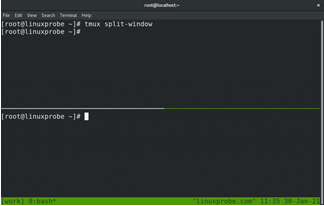 root@localhost:~
File Edit View Search Terminal Help
[root@linuxprobe ~]# tmux split-window
[root@linuxprobe ~]#
[root@linuxprobe ~]#
[work] 0:bash* "linuxprobe.com" 11:35 30-Jan-21